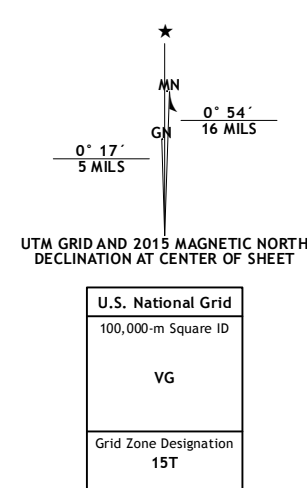 ★
MN
0° 54´
16 MILS
GN
0° 17´
5 MILS
UTM GRID AND 2015 MAGNETIC NORTH
DECLINATION AT CENTER OF SHEET
U.S. National Grid
100,000-m Square ID
VG
Grid Zone Designation
15T